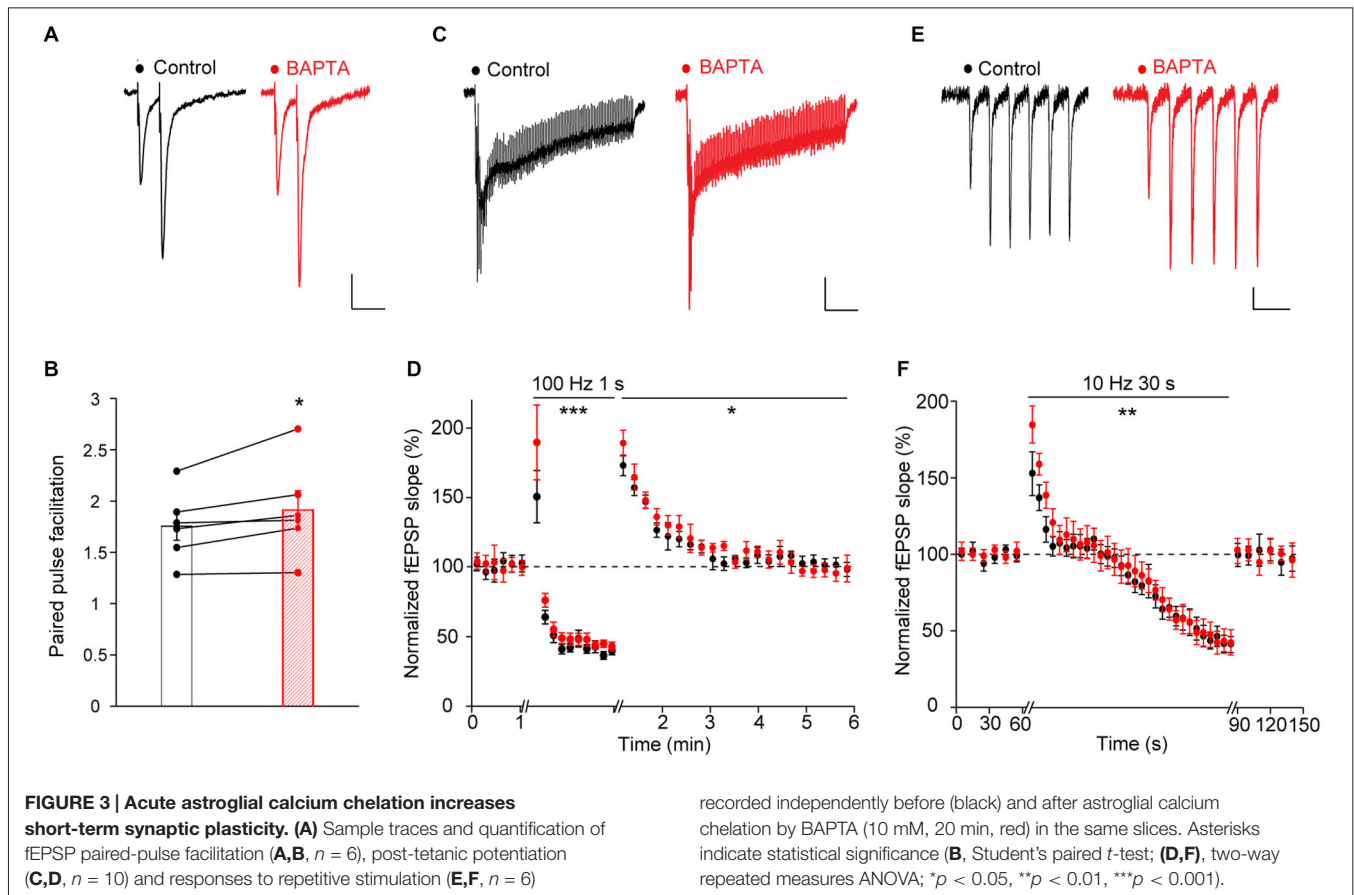 A
Control
BAPTA
C
Control
BAPTA
E
Control
BAPTA
B
Paired pulse facilitation
3
2.5
2
1.5
1
0.5
0
*
D
Normalized fEPSP slope (%)
200
150
100
50
0
100 Hz 1 s
***
*
0 1 2 3 4 5 6
Time (min)
F
Normalized fEPSP slope (%)
200
150
100
50
0
10 Hz 30 s
**
0 30 60 90 120 150
Time (s)
FIGURE 3 | Acute astroglial calcium chelation increases
short-term synaptic plasticity. (A) Sample traces and quantification of
fEPSP paired-pulse facilitation (A,B, n = 6), post-tetanic potentiation
(C,D, n = 10) and responses to repetitive stimulation (E,F, n = 6)
recorded independently before (black) and after astroglial calcium
chelation by BAPTA (10 mM, 20 min, red) in the same slices. Asterisks
indicate statistical significance (B, Student's paired t-test; (D,F), two-way
repeated measures ANOVA; *p < 0.05, **p < 0.01, ***p < 0.001).